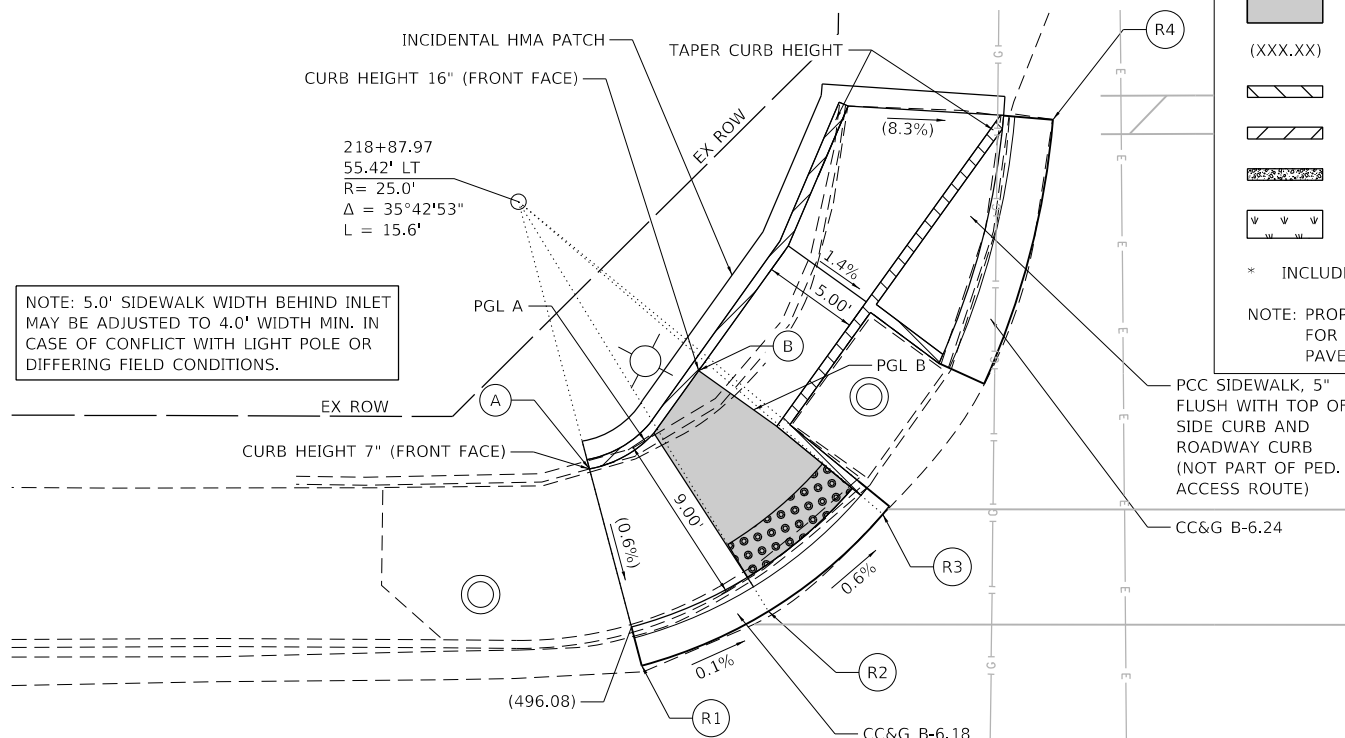 INCIDENTAL HMA PATCH
TAPER CURB HEIGHT
R4
CURB HEIGHT 16" (FRONT FACE)
(XXX.XX)
218+87.97
55.42' LT
R= 25.0'
Δ = 35°42'53"
L = 15.6'
EX ROW
(8.3%)
G
E
NOTE: 5.0' SIDEWALK WIDTH BEHIND INLET
MAY BE ADJUSTED TO 4.0' WIDTH MIN. IN
CASE OF CONFLICT WITH LIGHT POLE OR
DIFFERING FIELD CONDITIONS.
PGL A
1.4%
5.00'
G
E
* INCLUDE
NOTE: PROP
FOR
PAVE
B
PGL B
G
E
PCC SIDEWALK, 5"
FLUSH WITH TOP OF
SIDE CURB AND
ROADWAY CURB
(NOT PART OF PED.
ACCESS ROUTE)
EX ROW
A
CURB HEIGHT 7" (FRONT FACE)
9.00'
(0.6%)
G
E
CC&G B-6.24
R3
0.6%
0.1%
R2
G
E
(496.08)
R1
CC&G B-6.18